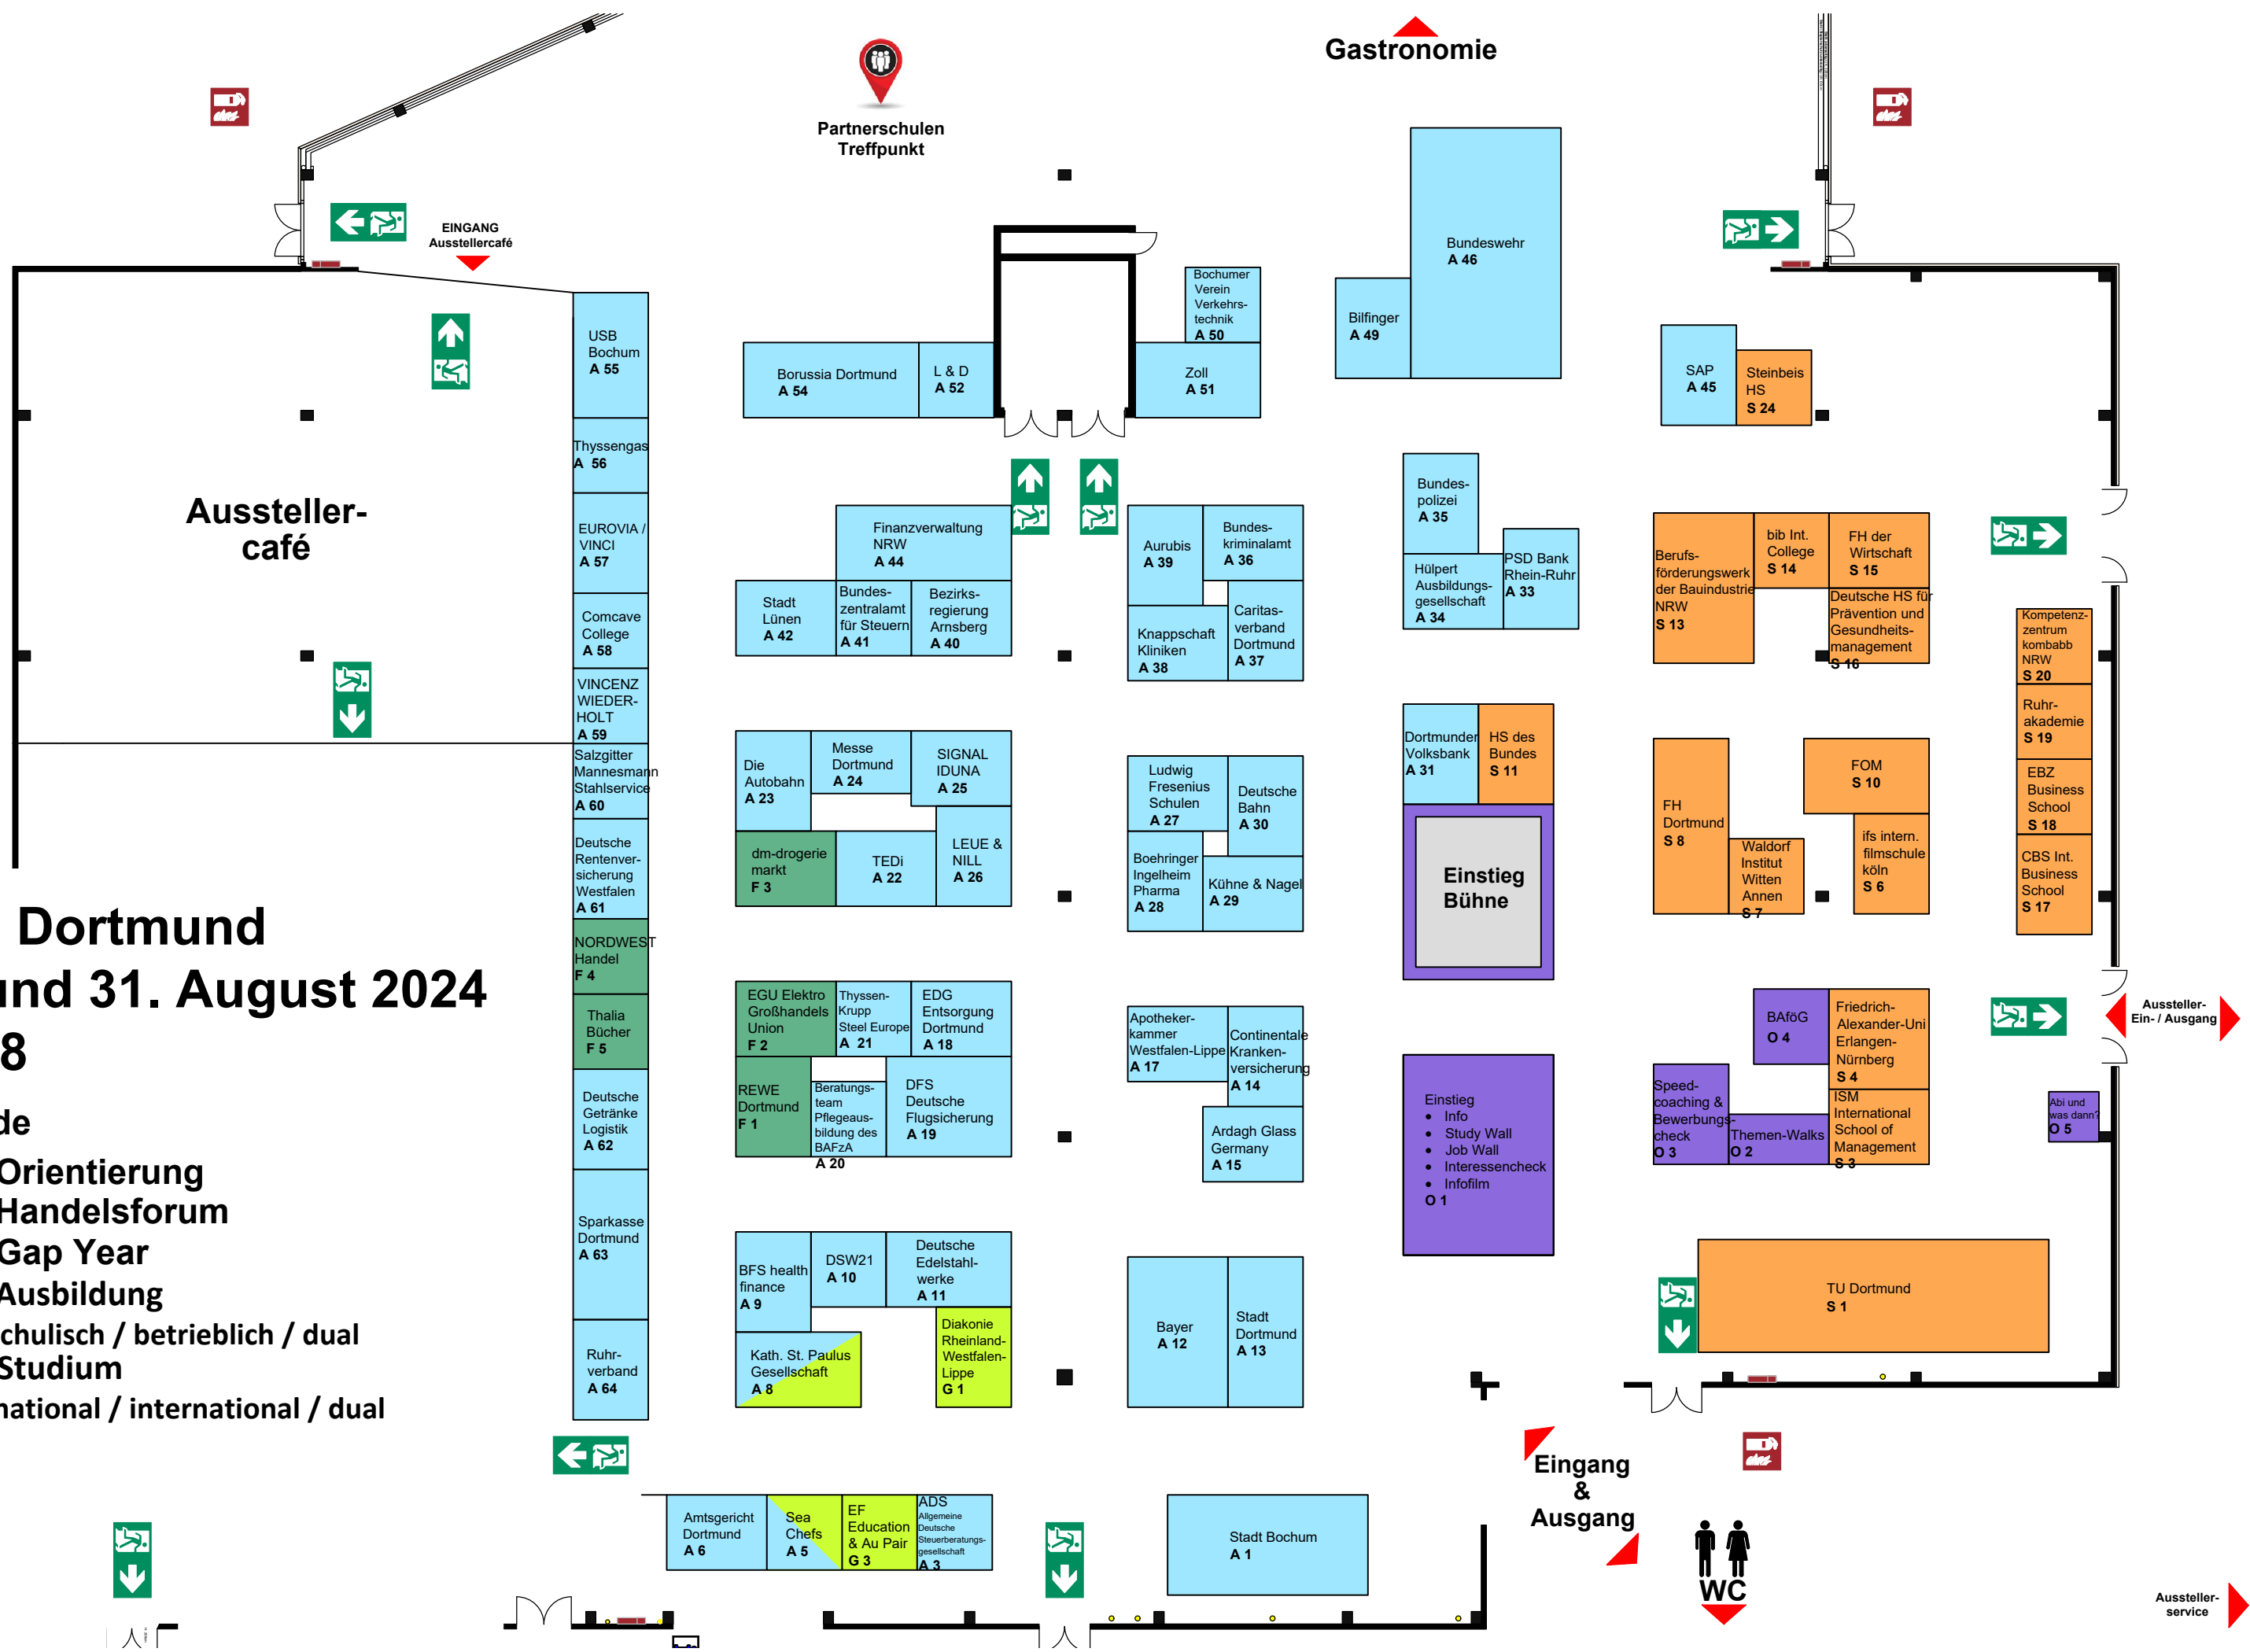 Gastronomie
Partnerschulen
Treffpunkt
EINGANG
Ausstellercafé
Aussteller-
café
USB
Bochum
A 55
Thyssengas
A 56
EUROVIA /
VINCI
A 57
Comcave
College
A 58
VINCENZ
WIEDER-
HOLT
A 59
Salzgitter
Mannesmann
Stahlservice
A 60
Deutsche
Rentenver-
sicherung
Westfalen
A 61
NORDWEST
Handel
F 4
Thalia
Bücher
F 5
Deutsche
Getränke
Logistik
A 62
Sparkasse
Dortmund
A 63
Ruhr-
verband
A 64
Borussia Dortmund
A 54
L & D
A 52
Bochumer
Verein
Verkehrs-
technik
A 50
Zoll
A 51
Bilfinger
A 49
Bundeswehr
A 46
SAP
A 45
Steinbeis
HS
S 24
Finanzverwaltung
NRW
A 44
Stadt
Lünen
A 42
Bundes-
zentralamt
für Steuern
A 41
Bezirks-
regierung
Arnsberg
A 40
Aurubis
A 39
Bundes-
kriminalamt
A 36
Knappschaft
Kliniken
A 38
Caritas-
verband
Dortmund
A 37
Bundes-
polizei
A 35
Hülpert
Ausbildungs-
gesellschaft
A 34
PSD Bank
Rhein-Ruhr
A 33
Berufs-
förderungswerk
der Bauindustrie
NRW
S 13
bib Int.
College
S 14
FH der
Wirtschaft
S 15
Deutsche HS für
Prävention und
Gesundheits-
management
S 16
Kompetenz-
zentrum
kombabb
NRW
S 20
Ruhr-
akademie
S 19
EBZ
Business
School
S 18
CBS Int.
Business
School
S 17
Die
Autobahn
A 23
Messe
Dortmund
A 24
SIGNAL
IDUNA
A 25
dm-drogerie
markt
F 3
TEDi
A 22
LEUE &
NILL
A 26
Ludwig
Fresenius
Schulen
A 27
Deutsche
Bahn
A 30
Boehringer
Ingelheim
Pharma
A 28
Kühne & Nagel
A 29
Dortmunder
Volksbank
A 31
HS des
Bundes
S 11
Einstieg
Bühne
FH
Dortmund
S 8
Waldorf
Institut
Witten
Annen
S 7
FOM
S 10
ifs intern.
filmschule
köln
S 6
Dortmund
und 31. August 2024
8
de
Orientierung
Handelsforum
Gap Year
Ausbildung
chulisch / betrieblich / dual
Studium
national / international / dual
EGU Elektro
Großhandels
Union
F 2
Thyssen-
Krupp
Steel Europe
A 21
EDG
Entsorgung
Dortmund
A 18
REWE
Dortmund
F 1
Beratungs-
team
Pflegeaus-
bildung des
BAFzA
A 20
DFS
Deutsche
Flugsicherung
A 19
Apotheker-
kammer
Westfalen-Lippe
A 17
Continentale
Kranken-
versicherung
A 14
Ardagh Glass
Germany
A 15
Einstieg
• Info
• Study Wall
• Job Wall
• Interessencheck
• Infofilm
O 1
BAföG
O 4
Friedrich-
Alexander-Uni
Erlangen-
Nürnberg
S 4
Speed-
coaching &
Bewerbungs-
check
O 3
Themen-Walks
O 2
ISM
International
School of
Management
S 3
Abi und
was dann?
O 5
Aussteller-
Ein- / Ausgang
BFS health
finance
A 9
DSW21
A 10
Deutsche
Edelstahl-
werke
A 11
Kath. St. Paulus
Gesellschaft
A 8
Diakonie
Rheinland-
Westfalen-
Lippe
G 1
Bayer
A 12
Stadt
Dortmund
A 13
TU Dortmund
S 1
Amtsgericht
Dortmund
A 6
Sea
Chefs
A 5
EF
Education
& Au Pair
G 3
ADS
Allgemeine
Deutsche
Steuerberatungs-
gesellschaft
A 3
Stadt Bochum
A 1
Eingang
&
Ausgang
WC
Aussteller-
service